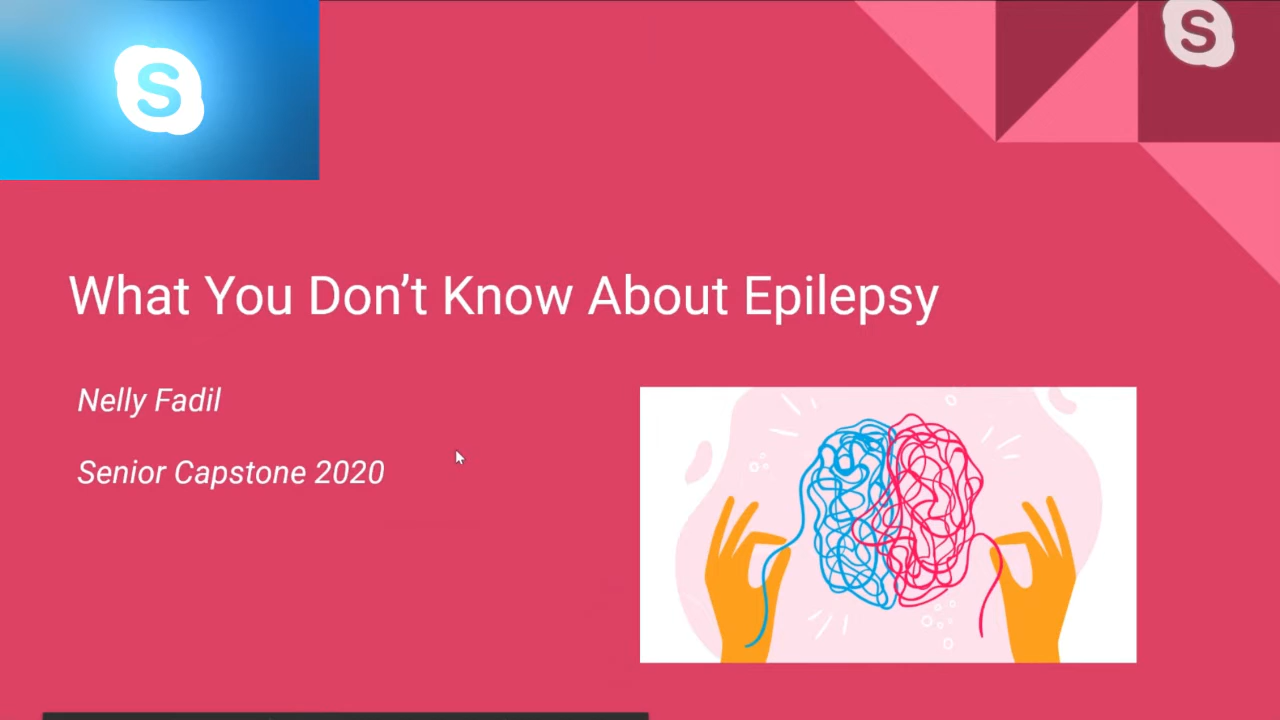 S
S
What You Don’t Know About Epilepsy
Nelly Fadil
Senior Capstone 2020